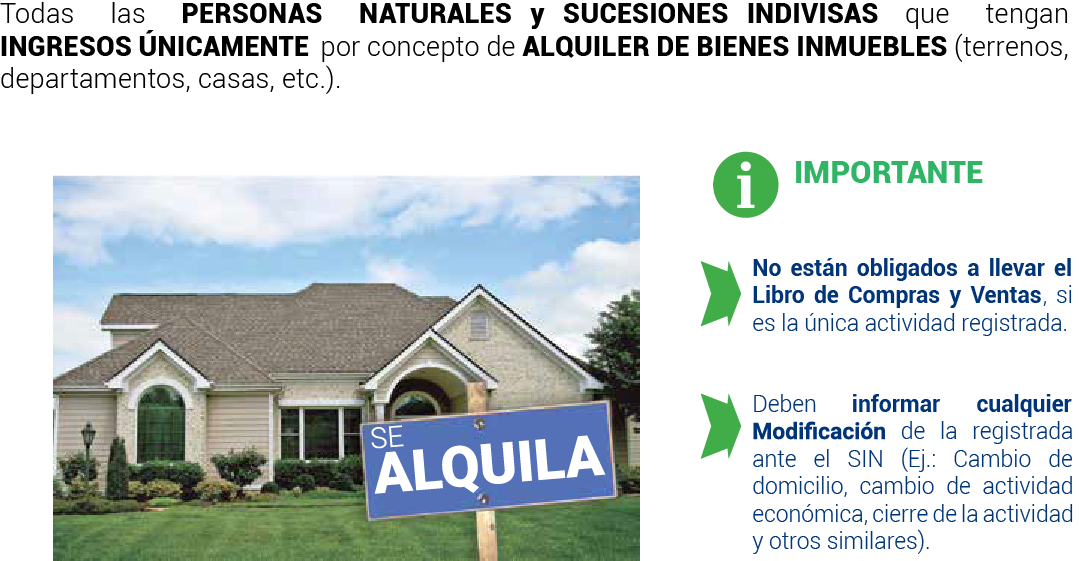 Todas las PERSONAS NATURALES y SUCESIONES INDIVISAS que tengan
INGRESOS ÚNICAMENTE por concepto de ALQUILER DE BIENES INMUEBLES (terrenos,
departamentos, casas, etc.).
SE
ALQUILA
i
IMPORTANTE
No están obligados a llevar el
Libro de Compras y Ventas, si
es la única actividad registrada.
Deben informar cualquier
Modificación de la registrada
ante el SIN (Ej.: Cambio de
domicilio, cambio de actividad
económica, cierre de la actividad
y otros similares).